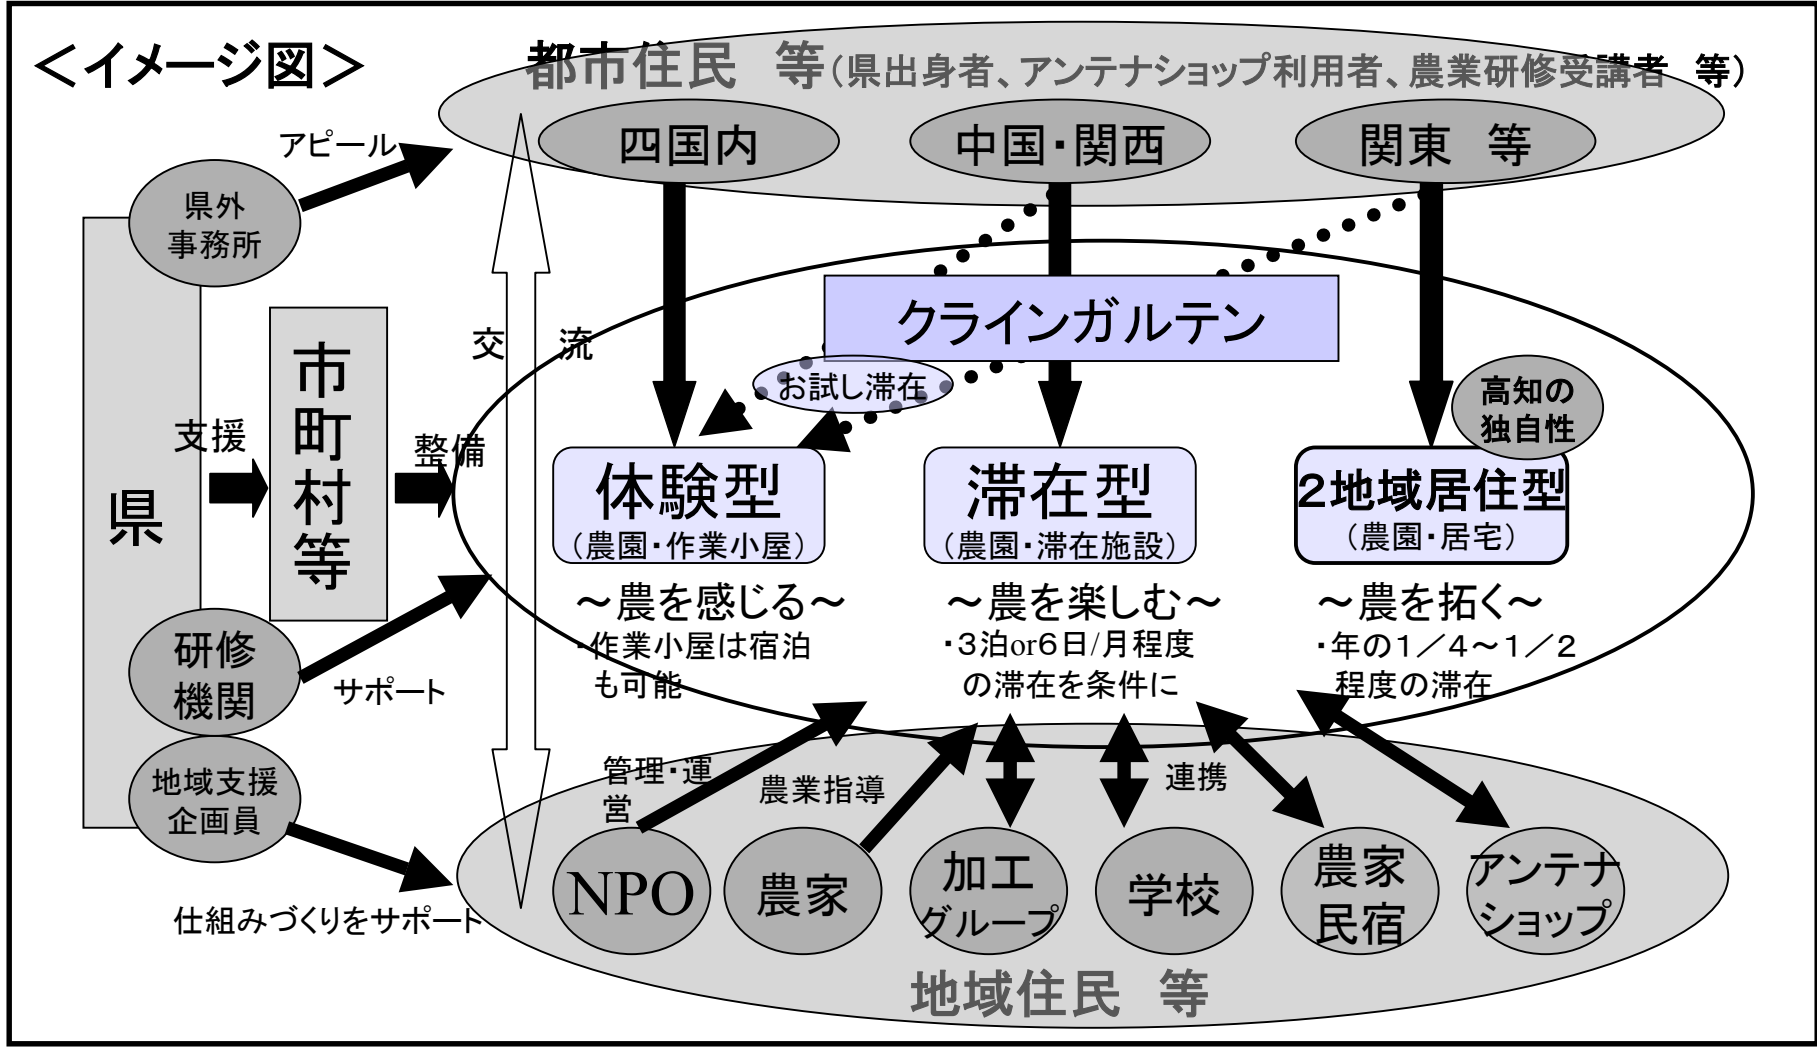 ＜イメージ図＞
都市住民　等（県出身者、アンテナショップ利用者、農業研修受講者　等）
四国内
中国・関西
関東　等
アピール
県外
事務所
クラインガルテン
交　流
お試し滞在
高知の
独自性
市町村等
支援
整備
県
体験型
（農園・作業小屋）
滞在型
（農園・滞在施設）
２地域居住型
（農園・居宅）
～農を感じる～
・作業小屋は宿泊
も可能
～農を楽しむ～
・３泊or６日/月程度
の滞在を条件に
～農を拓く～
・年の１／４～１／２
程度の滞在
研修
機関
サポート
地域支援
企画員
仕組みづくりをサポート
管理・運
営
農業指導
連携
NPO
農家
加工
グループ
学校
農家
民宿
アンテナ
ショップ
地域住民　等